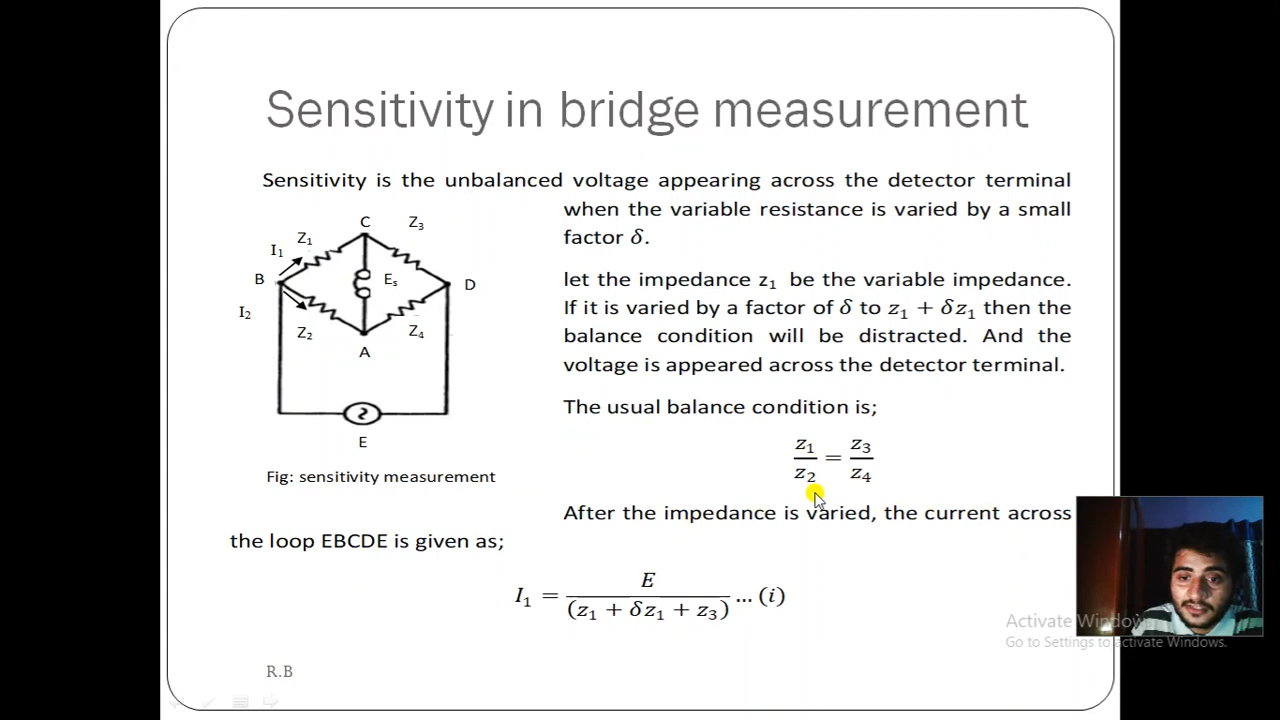 Sensitivity in bridge measurement
Sensitivity is the unbalanced voltage appearing across the detector terminal
when the variable resistance is varied by a small
factor δ.
let the impedance z₁ be the variable impedance.
If it is varied by a factor of δ to z₁ + δz₁ then the
balance condition will be distracted. And the
voltage is appeared across the detector terminal.
The usual balance condition is;
z₁/z₂ = z₃/z₄
C
Z₁
Z₃
I₁
B
Eₛ
D
I₂
Z₂
Z₄
A
E
Fig: sensitivity measurement
After the impedance is varied, the current across
the loop EBCDE is given as;
I₁ = E/(z₁ + δz₁ + z₃) … (i)
R.B
Activate Windows
Go to Settings to activate Windows.